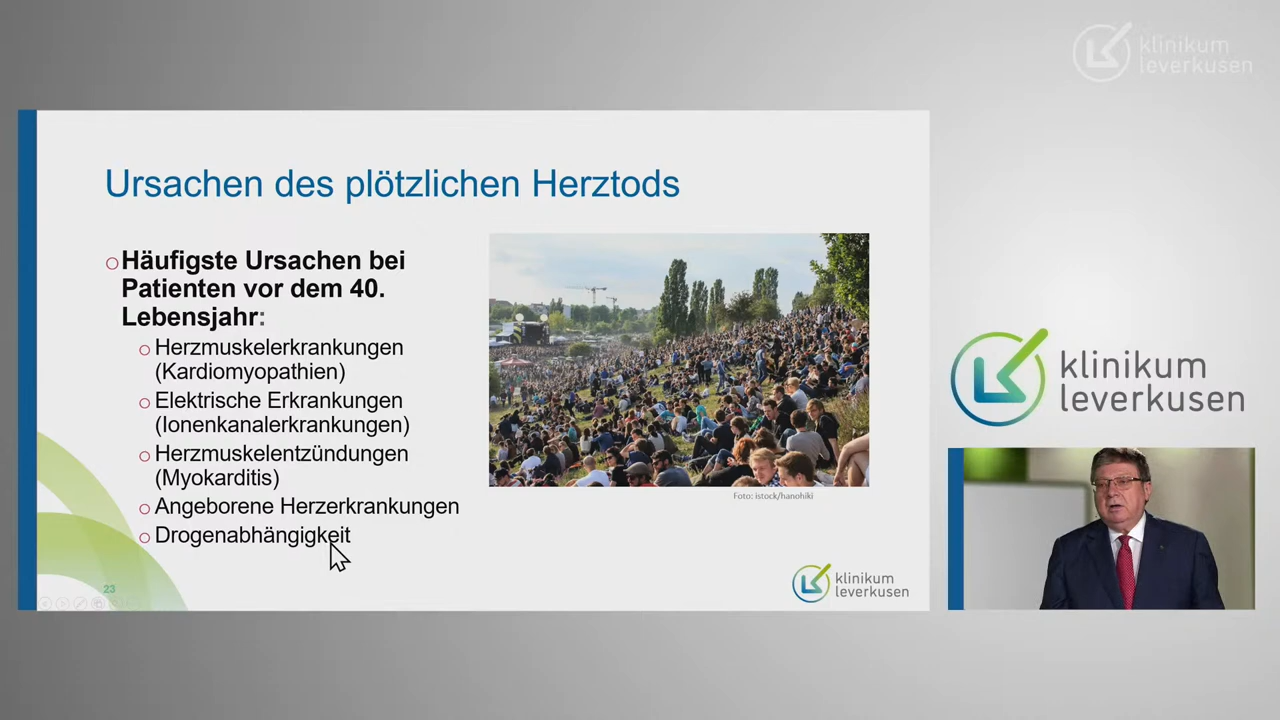 klinikum
leverkusen
Ursachen des plötzlichen Herztods
Häufigste Ursachen bei
Patienten vor dem 40.
Lebensjahr:
Herzmuskelerkrankungen
(Kardiomyopathien)
Elektrische Erkrankungen
(Ionenkanalerkrankungen)
Herzmuskelentzündungen
(Myokarditis)
Angeborene Herzerkrankungen
Drogenabhängigkeit
Foto: istock/hanohiki
23
klinikum
leverkusen
klinikum
leverkusen